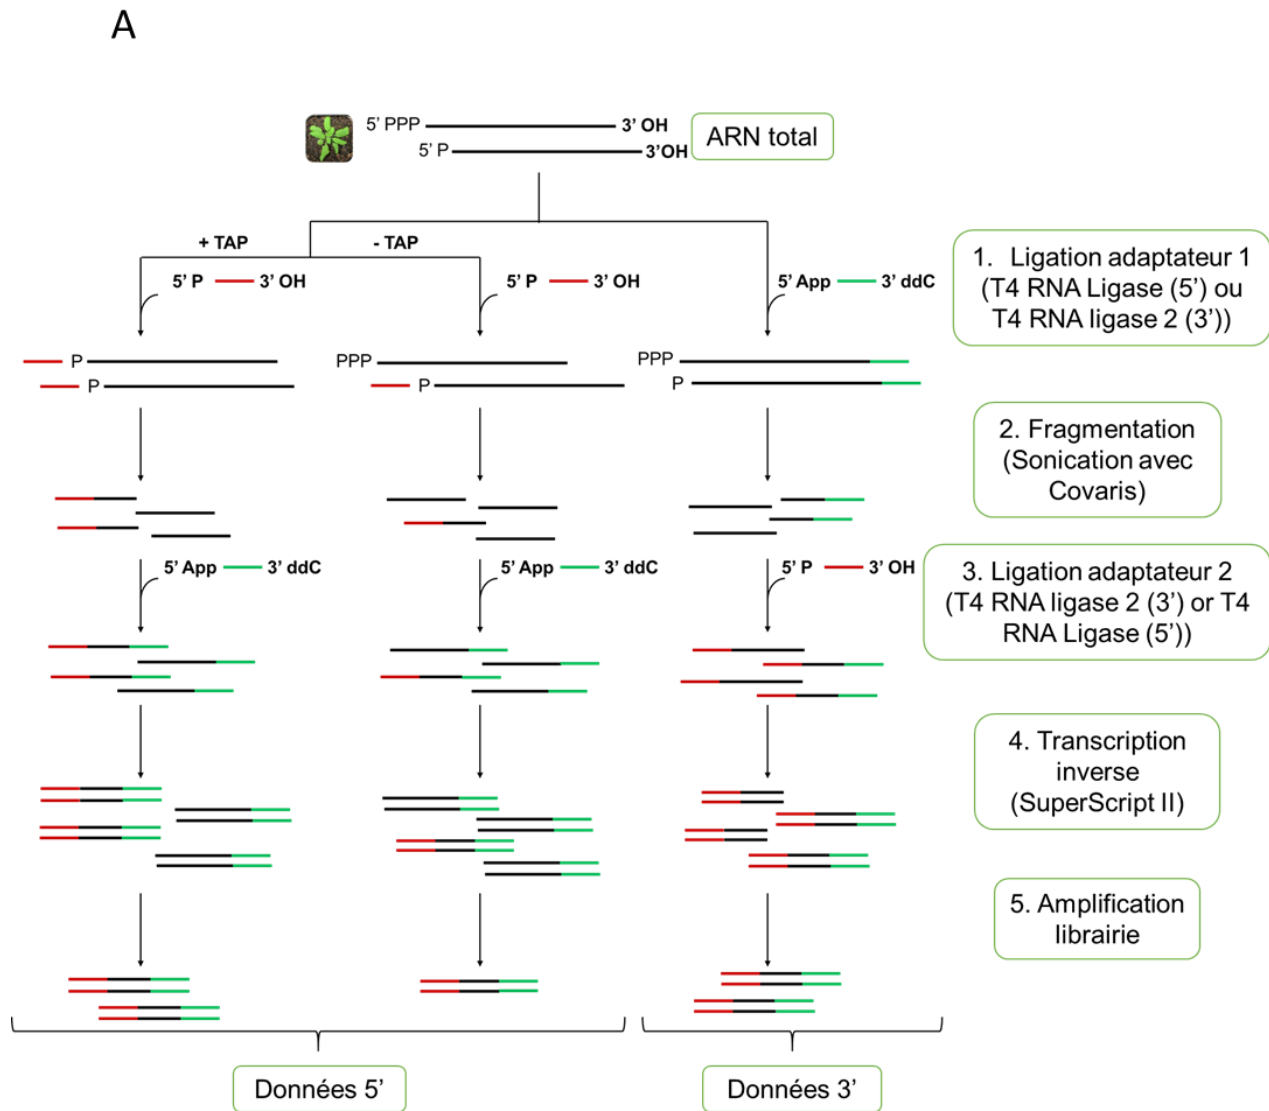 A
5' PPP
3' OH
5' P
3'OH
ARN total
+ TAP
- TAP
5' P
3' OH
5' P
3' OH
5' App
3' ddC
1. Ligation adaptateur 1
(T4 RNA Ligase (5') ou
T4 RNA ligase 2 (3'))
P
P
PPP
P
PPP
P
2. Fragmentation
(Sonication avec
Covaris)
5' App
3' ddC
5' App
3' ddC
5' P
3' OH
3. Ligation adaptateur 2
(T4 RNA ligase 2 (3') or T4
RNA Ligase (5'))
4. Transcription
inverse
(SuperScript II)
5. Amplification
librairie
Données 5'
Données 3'